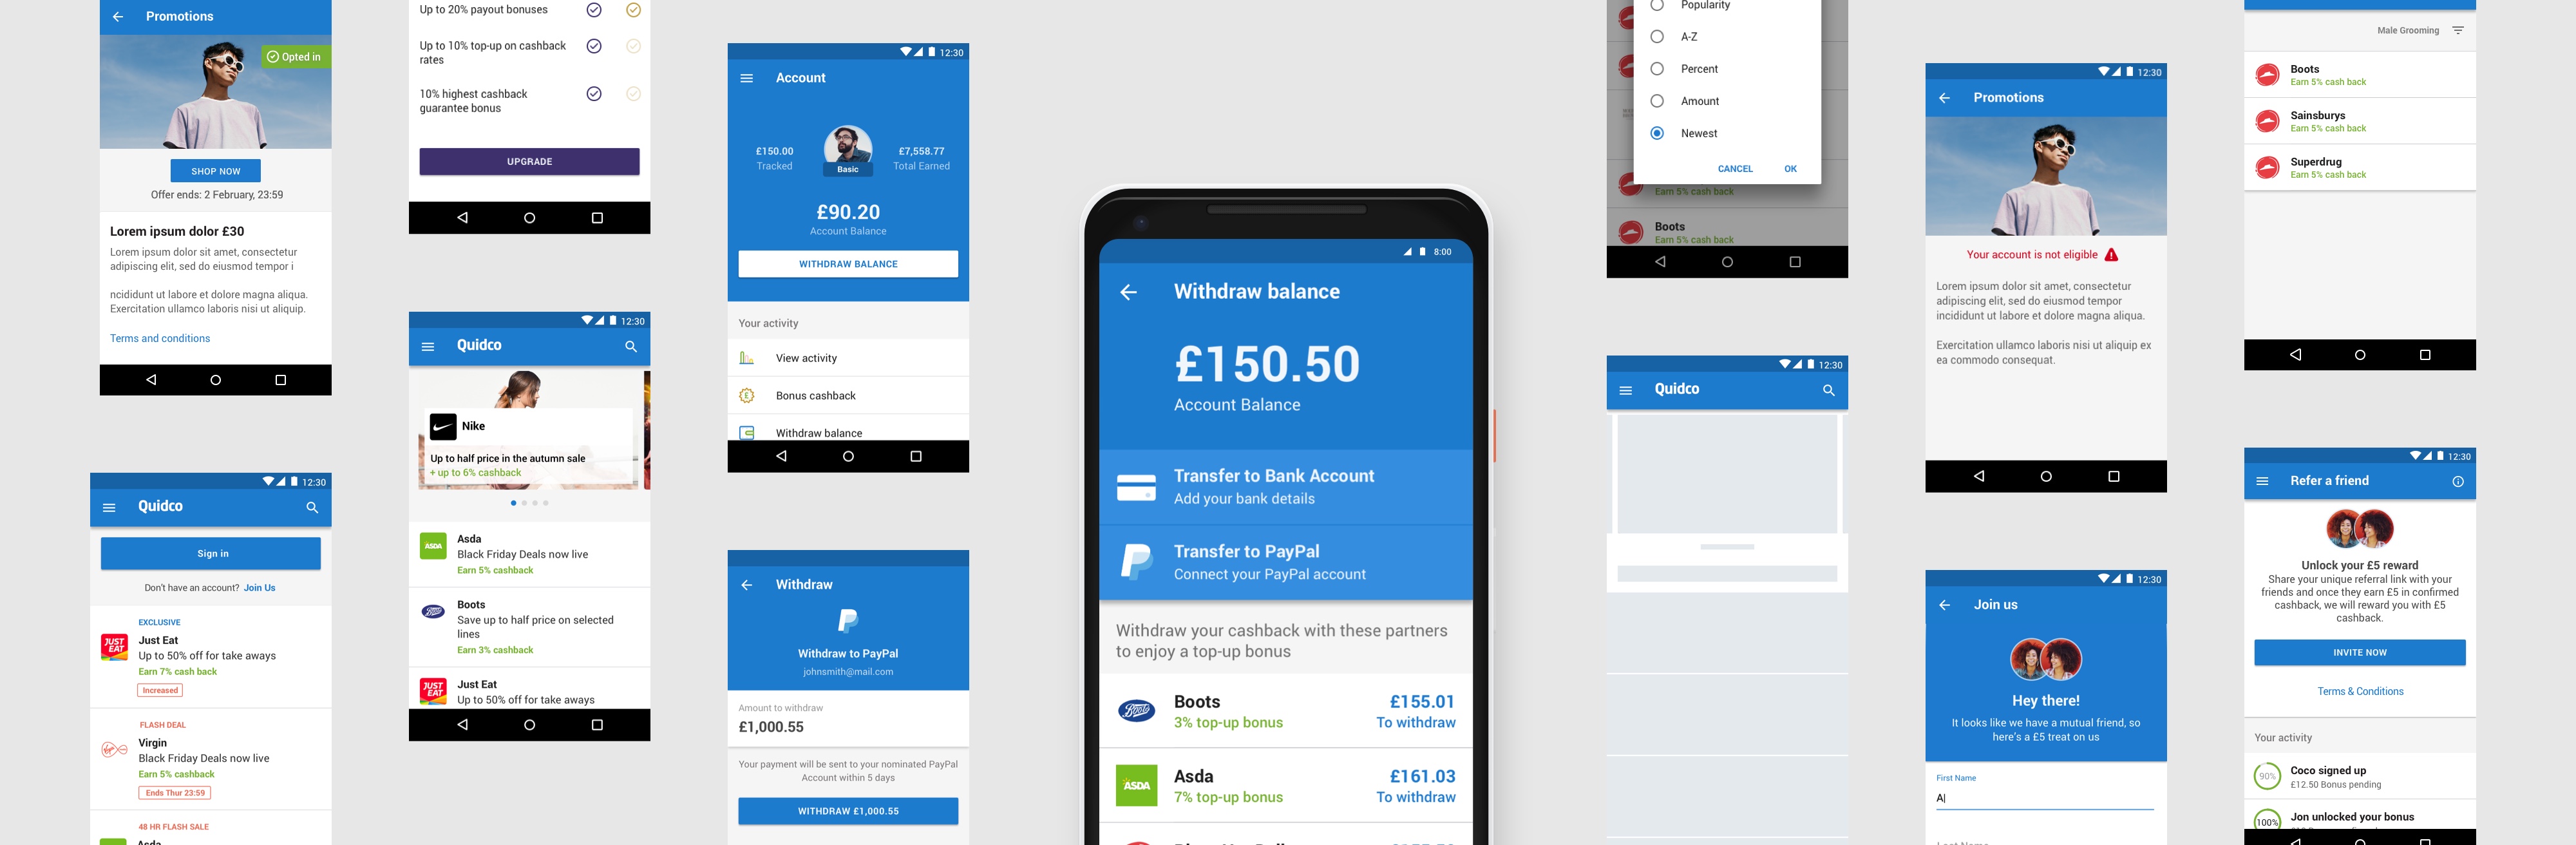 Promotions
Opted in
SHOP NOW
Offer ends: 2 February, 23:59
Lorem ipsum dolor £30
Lorem ipsum dolor sit amet, consectetur
adipiscing elit, sed do eiusmod tempor i
ncididunt ut labore et dolore magna aliqua.
Exercitation ullamco laboris nisi ut aliquip.
Terms and conditions
12:30
Quidco
Sign in
Don't have an account? Join Us
EXCLUSIVE
JUST EAT
Just Eat
Up to 50% off for take aways
Earn 7% cash back
Increased
FLASH DEAL
Virgin
Black Friday Deals now live
Earn 5% cashback
Ends Thur 23:59
48 HR FLASH SALE
Asda
Up to 20% payout bonuses
Up to 10% top-up on cashback
rates
10% highest cashback
guarantee bonus
UPGRADE
12:30
Quidco
Nike
Up to half price in the autumn sale
+ up to 6% cashback
ASDA
Asda
Black Friday Deals now live
Earn 5% cashback
Boots
Boots
Save up to half price on selected
lines
Earn 3% cashback
JUST EAT
Just Eat
Up to 50% off for take aways
12:30
Account
£150.00
Tracked
Basic
£7,558.77
Total Earned
£90.20
Account Balance
WITHDRAW BALANCE
Your activity
View activity
Bonus cashback
Withdraw balance
Withdraw
Withdraw to PayPal
johnsmith@mail.com
Amount to withdraw
£1,000.55
Your payment will be sent to your nominated PayPal
Account within 5 days
WITHDRAW £1,000.55
8:00
Withdraw balance
£150.50
Account Balance
Transfer to Bank Account
Add your bank details
Transfer to PayPal
Connect your PayPal account
Withdraw your cashback with these partners
to enjoy a top-up bonus
Boots
Boots
£155.01
3% top-up bonus
To withdraw
ASDA
Asda
£161.03
7% top-up bonus
To withdraw
Popularity
A-Z
Percent
Amount
Newest
CANCEL
OK
Earn 5% cash back
Boots
Earn 5% cash back
12:30
Quidco
12:30
Promotions
Your account is not eligible
Lorem ipsum dolor sit amet, consectetur
adipiscing elit, sed do eiusmod tempor
incididunt ut labore et dolore magna aliqua.
Exercitation ullamco laboris nisi ut aliquip ex
ea commodo consequat.
12:30
Join us
Hey there!
It looks like we have a mutual friend, so
here's a £5 treat on us
First Name
A
Last Name
Male Grooming
Boots
Earn 5% cash back
Sainsburys
Earn 5% cash back
Superdrug
Earn 5% cash back
12:30
Refer a friend
Unlock your £5 reward
Share your unique referral link with your
friends and once they earn £5 in confirmed
cashback, we will reward you with £5
cashback.
INVITE NOW
Terms & Conditions
Your activity
90%
Coco signed up
£12.50 Bonus pending
100%
Jon unlocked your bonus